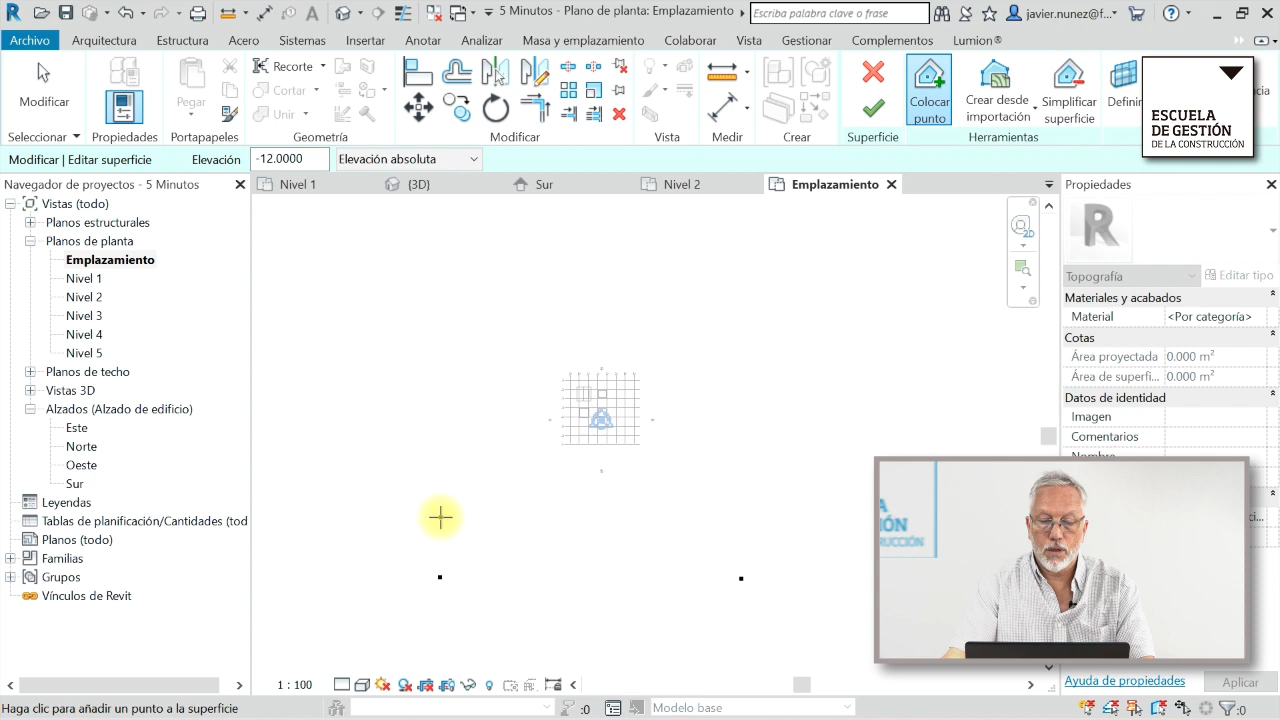 5 Minutos - Plano de planta: Emplazamiento
Escriba palabra clave o frase
javier.nunez@f...
Archivo Arquitectura Estructura Acero Sistemas Insertar Anotar Analizar Masa y emplazamiento Colaborar Vista Gestionar Complementos Lumion®
Modificar
Propiedades
Pegar
Recorte
Cortar
Unir
Colocar punto
Crear desde importación
Simplificar superficie
Definir
Seleccionar Propiedades Portapapeles Geometría Modificar Vista Medir Crear Superficie Herramientas
ESCUELA
DE GESTIÓN
DE LA CONSTRUCCIÓN
Modificar | Editar superficie Elevación -12.0000 Elevación absoluta
Navegador de proyectos - 5 Minutos
Nivel 1 {3D} Sur Nivel 2 Emplazamiento
Propiedades
Vistas (todo)
Planos estructurales
Planos de planta
Emplazamiento
Nivel 1
Nivel 2
Nivel 3
Nivel 4
Nivel 5
Planos de techo
Vistas 3D
Alzados (Alzado de edificio)
Este
Norte
Oeste
Sur
Leyendas
Tablas de planificación/Cantidades (tod
Planos (todo)
Familias
Grupos
Vínculos de Revit
2D
R
Topografía Editar tipo
Materiales y acabados
Material <Por categoría>
Cotas
Área proyectada 0.000 m²
Área de superfi... 0.000 m²
Datos de identidad
Imagen
Comentarios
Ayuda de propiedades Aplicar
1 : 100
Haga clic para añadir un punto a la superficie
:0
Modelo base
:0